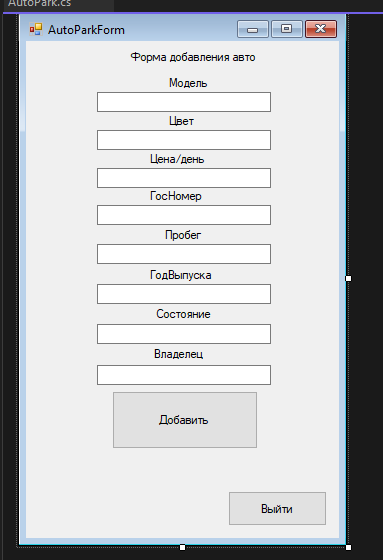 AutoPark.cs
AutoParkForm
Форма добавления авто
Модель
Цвет
Цена/день
ГосНомер
Пробег
ГодВыпуска
Состояние
Владелец
Добавить
Выйти